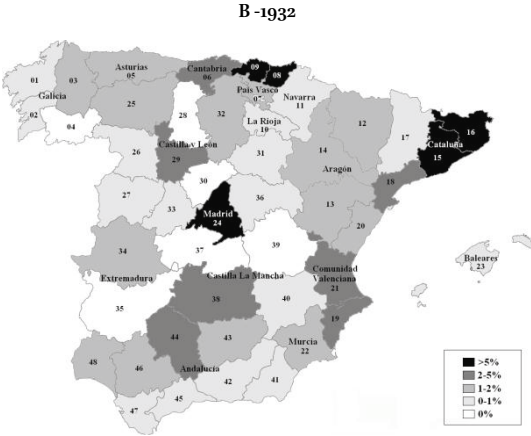 B -1932
01
Galicia
02
03
04
Asturias
05
Cantabria
06
09
08
País Vasco
07
Navarra
11
La Rioja
10
25
28
32
Castilla y León
29
26
31
27
33
30
36
Madrid
24
12
14
Aragón
13
17
16
Cataluña
15
18
20
34
Extremadura
35
37
39
Castilla La Mancha
38
Comunidad
Valenciana
21
40
19
Baleares
23
44
43
Murcia
22
48
46
Andalucía
42
41
45
47
>5%
2-5%
1-2%
0-1%
0%